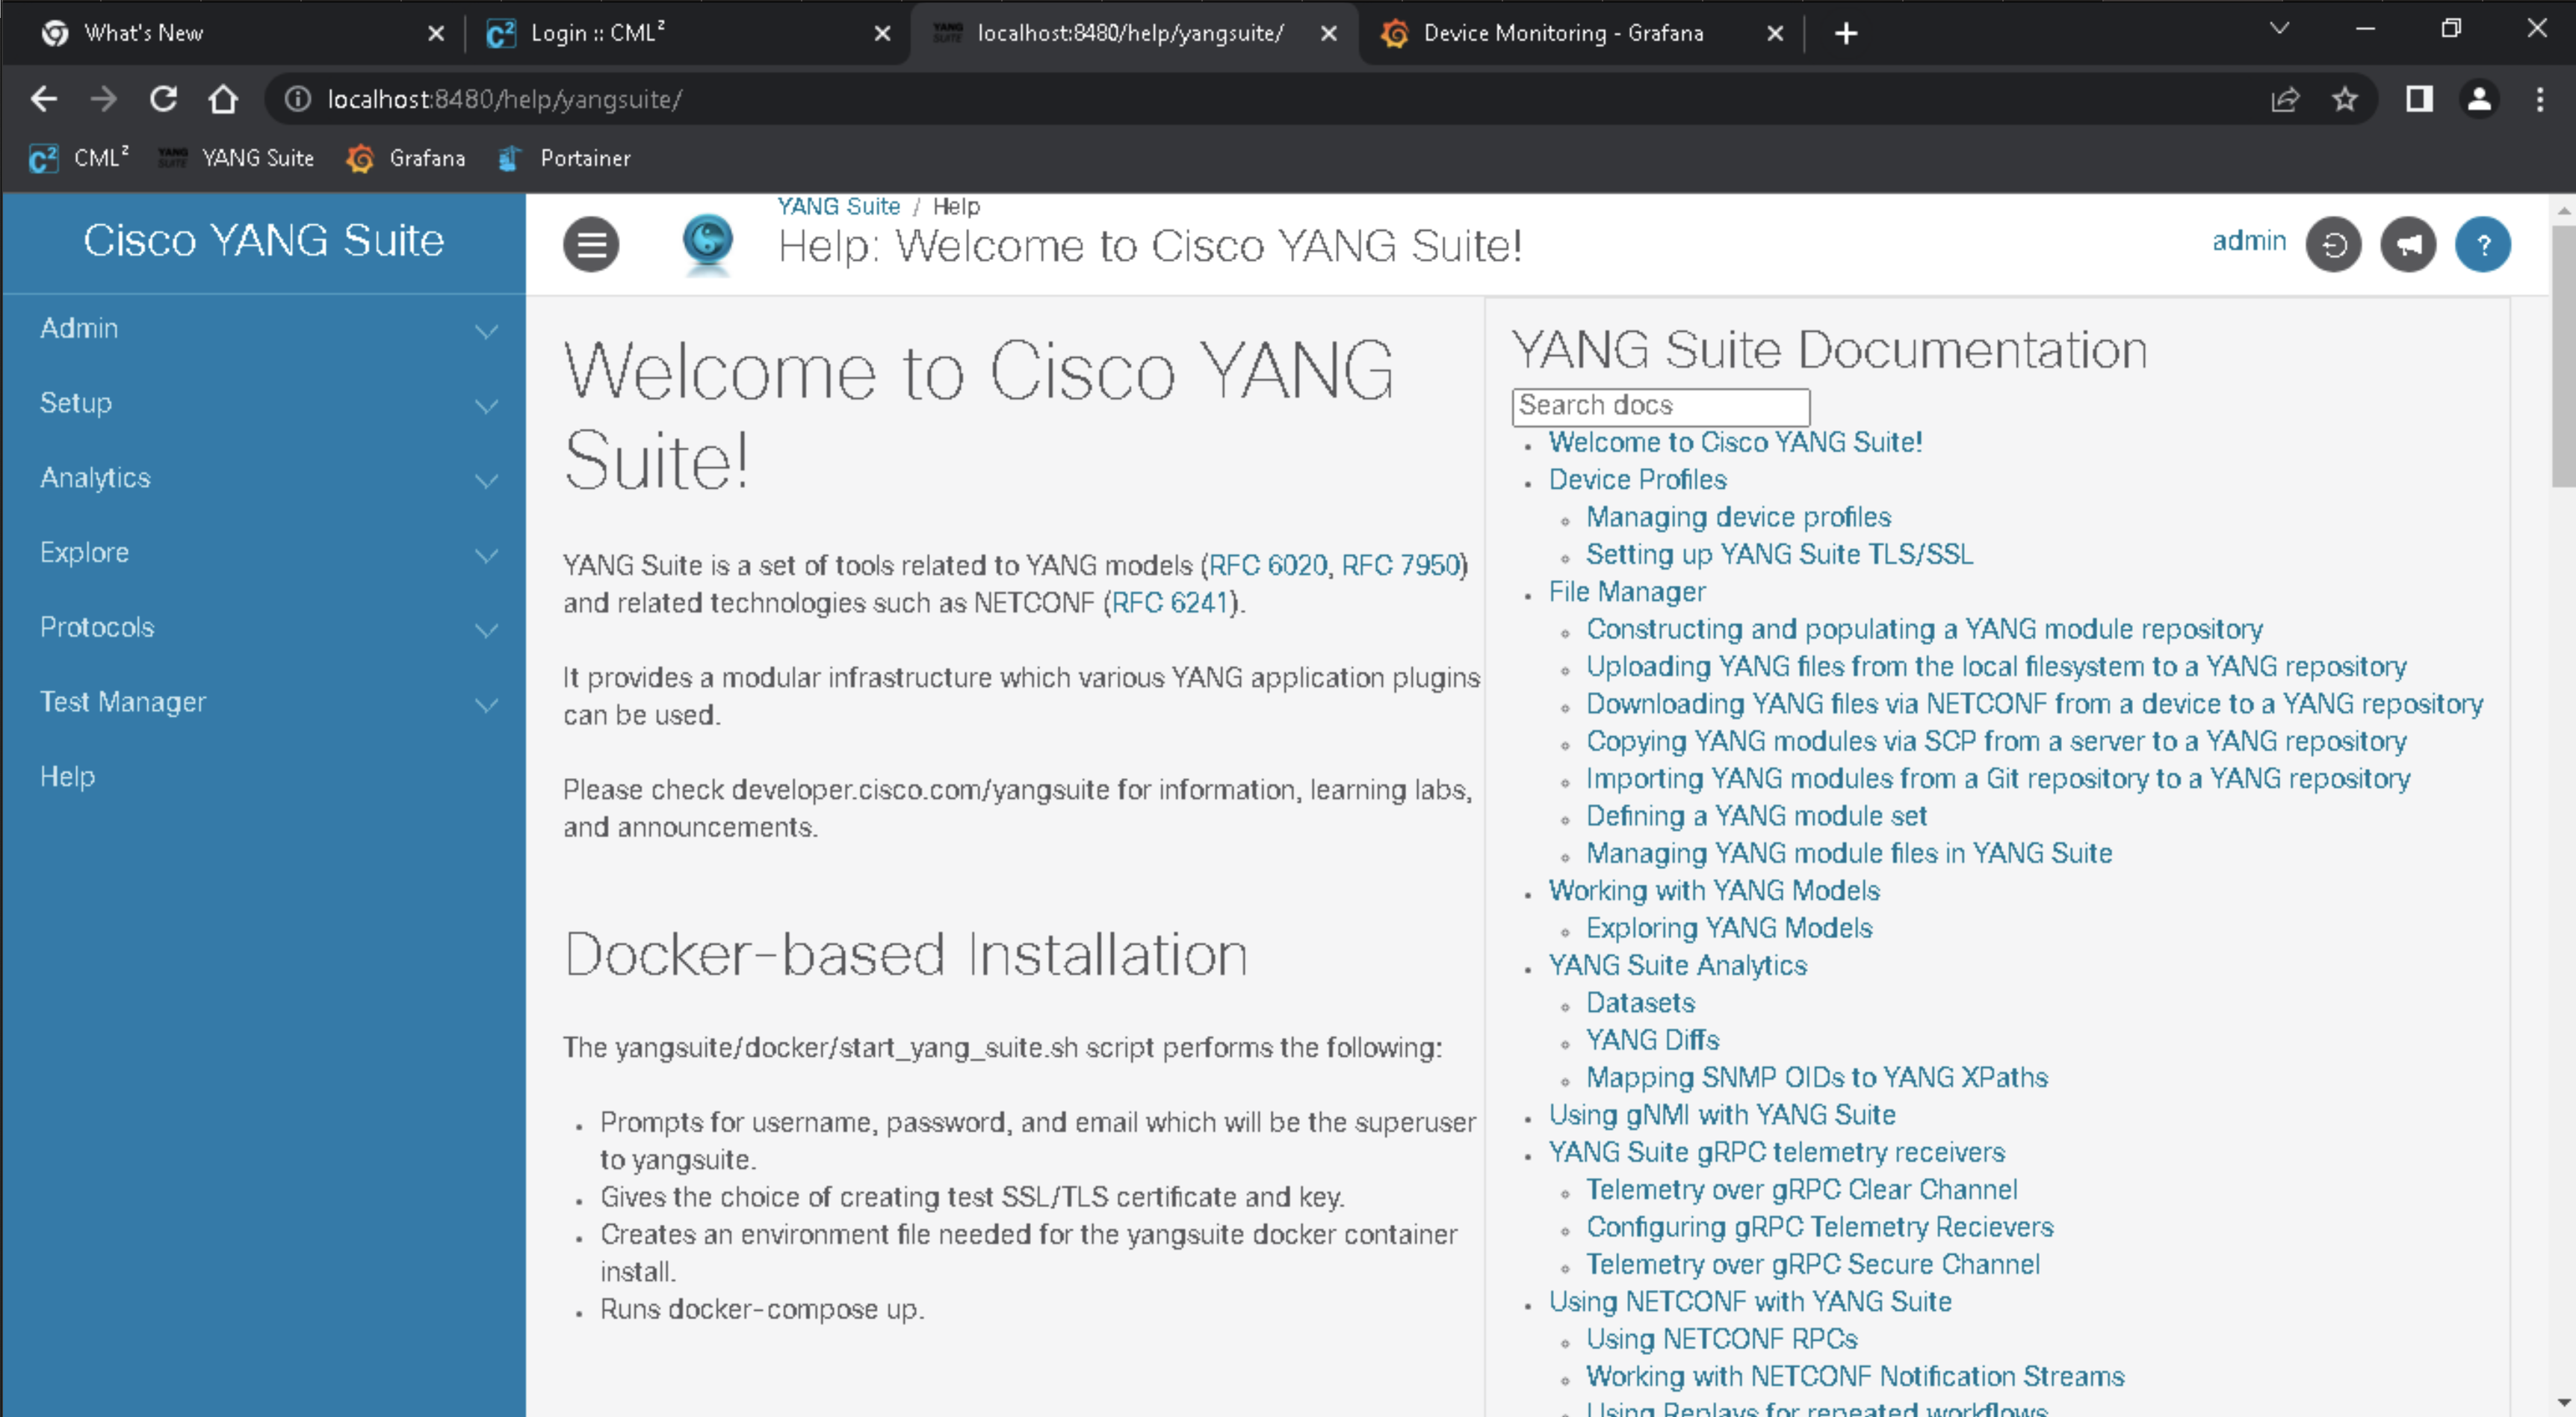 What's New
Login :: CML²
YANG SUITE
localhost:8480/help/yangsuite/
Device Monitoring - Grafana
localhost:8480/help/yangsuite/
CML²
YANG SUITE
YANG Suite
Grafana
Portainer
Cisco YANG Suite
Admin
Setup
Analytics
Explore
Protocols
Test Manager
Help
YANG Suite / Help
Help: Welcome to Cisco YANG Suite!
admin
?
Welcome to Cisco YANG
Suite!
YANG Suite is a set of tools related to YANG models (RFC 6020, RFC 7950)
and related technologies such as NETCONF (RFC 6241).
It provides a modular infrastructure which various YANG application plugins
can be used.
Please check developer.cisco.com/yangsuite for information, learning labs,
and announcements.
Docker-based Installation
The yangsuite/docker/start_yang_suite.sh script performs the following:
Prompts for username, password, and email which will be the superuser
to yangsuite.
Gives the choice of creating test SSL/TLS certificate and key.
Creates an environment file needed for the yangsuite docker container
install.
Runs docker-compose up.
YANG Suite Documentation
Search docs
Welcome to Cisco YANG Suite!
Device Profiles
Managing device profiles
Setting up YANG Suite TLS/SSL
File Manager
Constructing and populating a YANG module repository
Uploading YANG files from the local filesystem to a YANG repository
Downloading YANG files via NETCONF from a device to a YANG repository
Copying YANG modules via SCP from a server to a YANG repository
Importing YANG modules from a Git repository to a YANG repository
Defining a YANG module set
Managing YANG module files in YANG Suite
Working with YANG Models
Exploring YANG Models
YANG Suite Analytics
Datasets
YANG Diffs
Mapping SNMP OIDs to YANG XPaths
Using gNMI with YANG Suite
YANG Suite gRPC telemetry receivers
Telemetry over gRPC Clear Channel
Configuring gRPC Telemetry Recievers
Telemetry over gRPC Secure Channel
Using NETCONF with YANG Suite
Using NETCONF RPCs
Working with NETCONF Notification Streams
Using Replays for repeated workflows